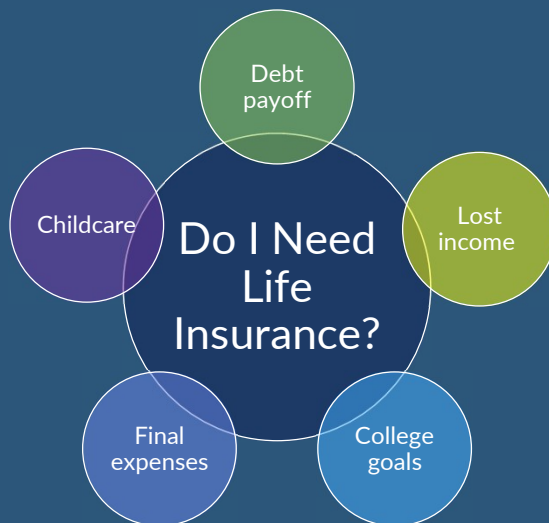 Debt
payoff
Childcare
Lost
income
Do I Need
Life
Insurance?
Final
expenses
College
goals